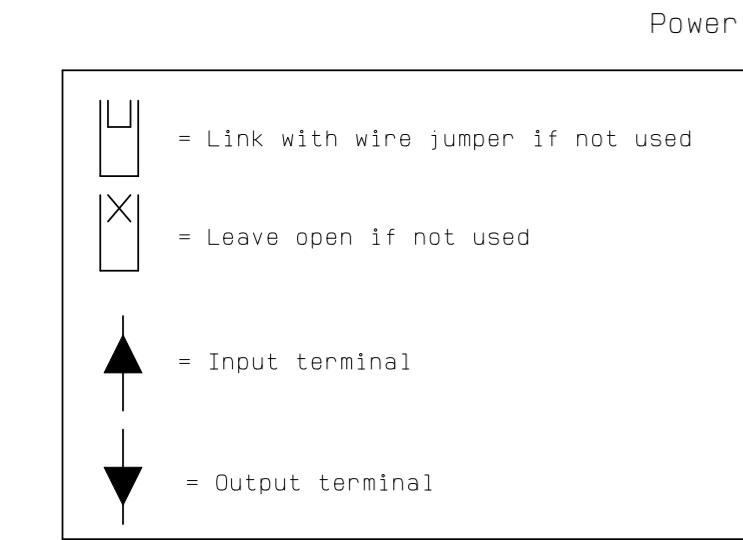 Power
= Link with wire jumper if not used
= Leave open if not used
= Input terminal
= Output terminal